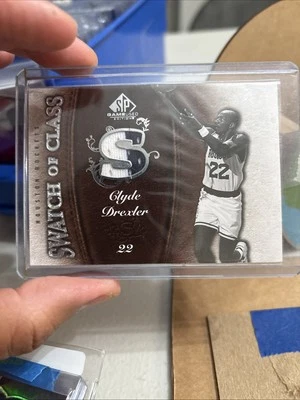 SP
GAME USED
EDITION
SWATCH OF CLASS
S
Clyde
Drexler
22
22